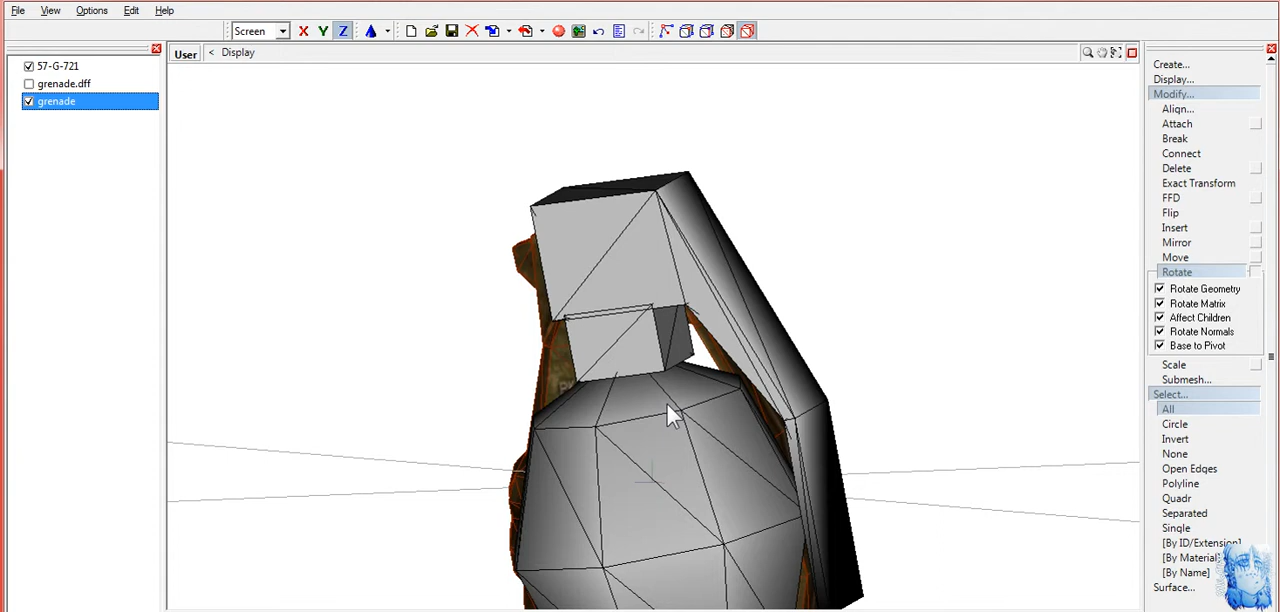 File View Options Edit Help
Screen X Y Z
User < Display
57-G-721
grenade.dff
grenade
Create...
Display...
Modify...
Align...
Attach
Break
Connect
Delete
Exact Transform
FFD
Flip
Insert
Mirror
Move
Rotate
Rotate Geometry
Rotate Matrix
Affect Children
Rotate Normals
Base to Pivot
Scale
Submesh...
Select...
All
Circle
Invert
None
Open Edges
Polyline
Quadr
Separated
Single
[By ID/Extension]
[By Material]
[By Name]
Surface...